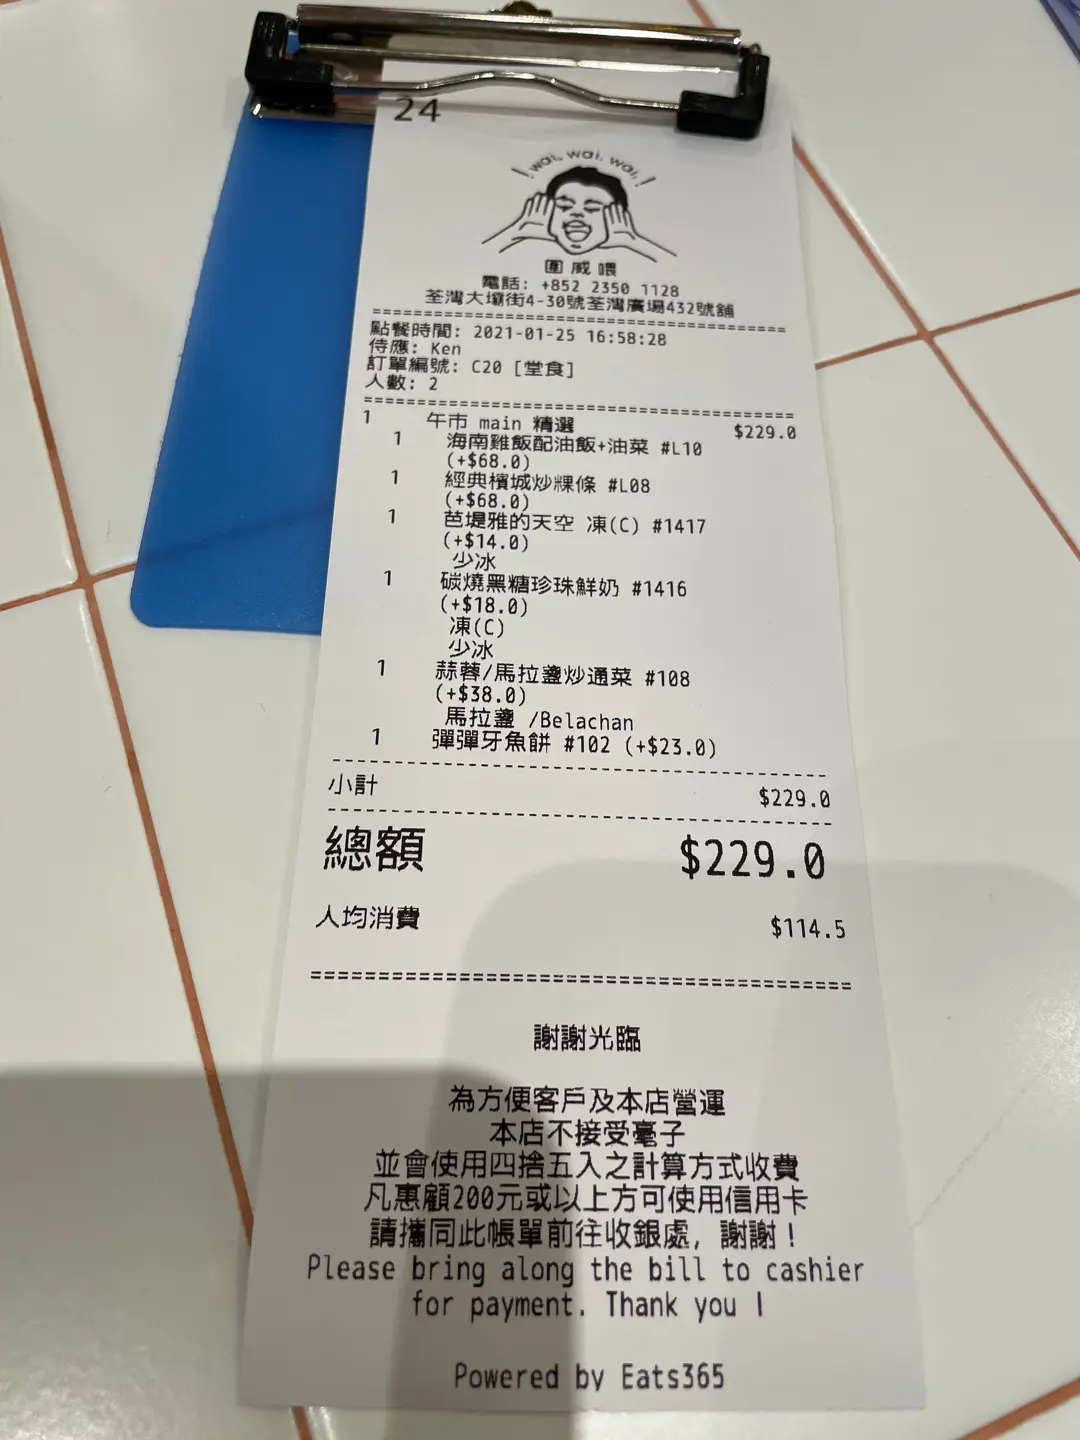 24
wai, wai, wai,
圍威喂
電話: +852 2350 1128
荃灣大壩街4-30號荃灣廣場432號舖
點餐時間: 2021-01-25 16:58:28
侍應: Ken
訂單編號: C20 [堂食]
人數: 2
1 午市 main 精選 $229.0
1 海南雞飯配油飯+油菜 #L10
(+$68.0)
1 經典檳城炒粿條 #L08
(+$68.0)
1 芭堤雅的天空 凍(C) #1417
(+$14.0)
少冰
1 碳燒黑糖珍珠鮮奶 #1416
(+$18.0)
凍(C)
少冰
1 蒜蓉/馬拉盞炒通菜 #108
(+$38.0)
馬拉盞 /Belachan
1 彈彈牙魚餅 #102 (+$23.0)
小計 $229.0
總額 $229.0
人均消費 $114.5
謝謝光臨
為方便客戶及本店營運
本店不接受毫子
並會使用四捨五入之計算方式收費
凡惠顧200元或以上方可使用信用卡
請攜同此帳單前往收銀處, 謝謝！
Please bring along the bill to cashier
for payment. Thank you !
Powered by Eats365